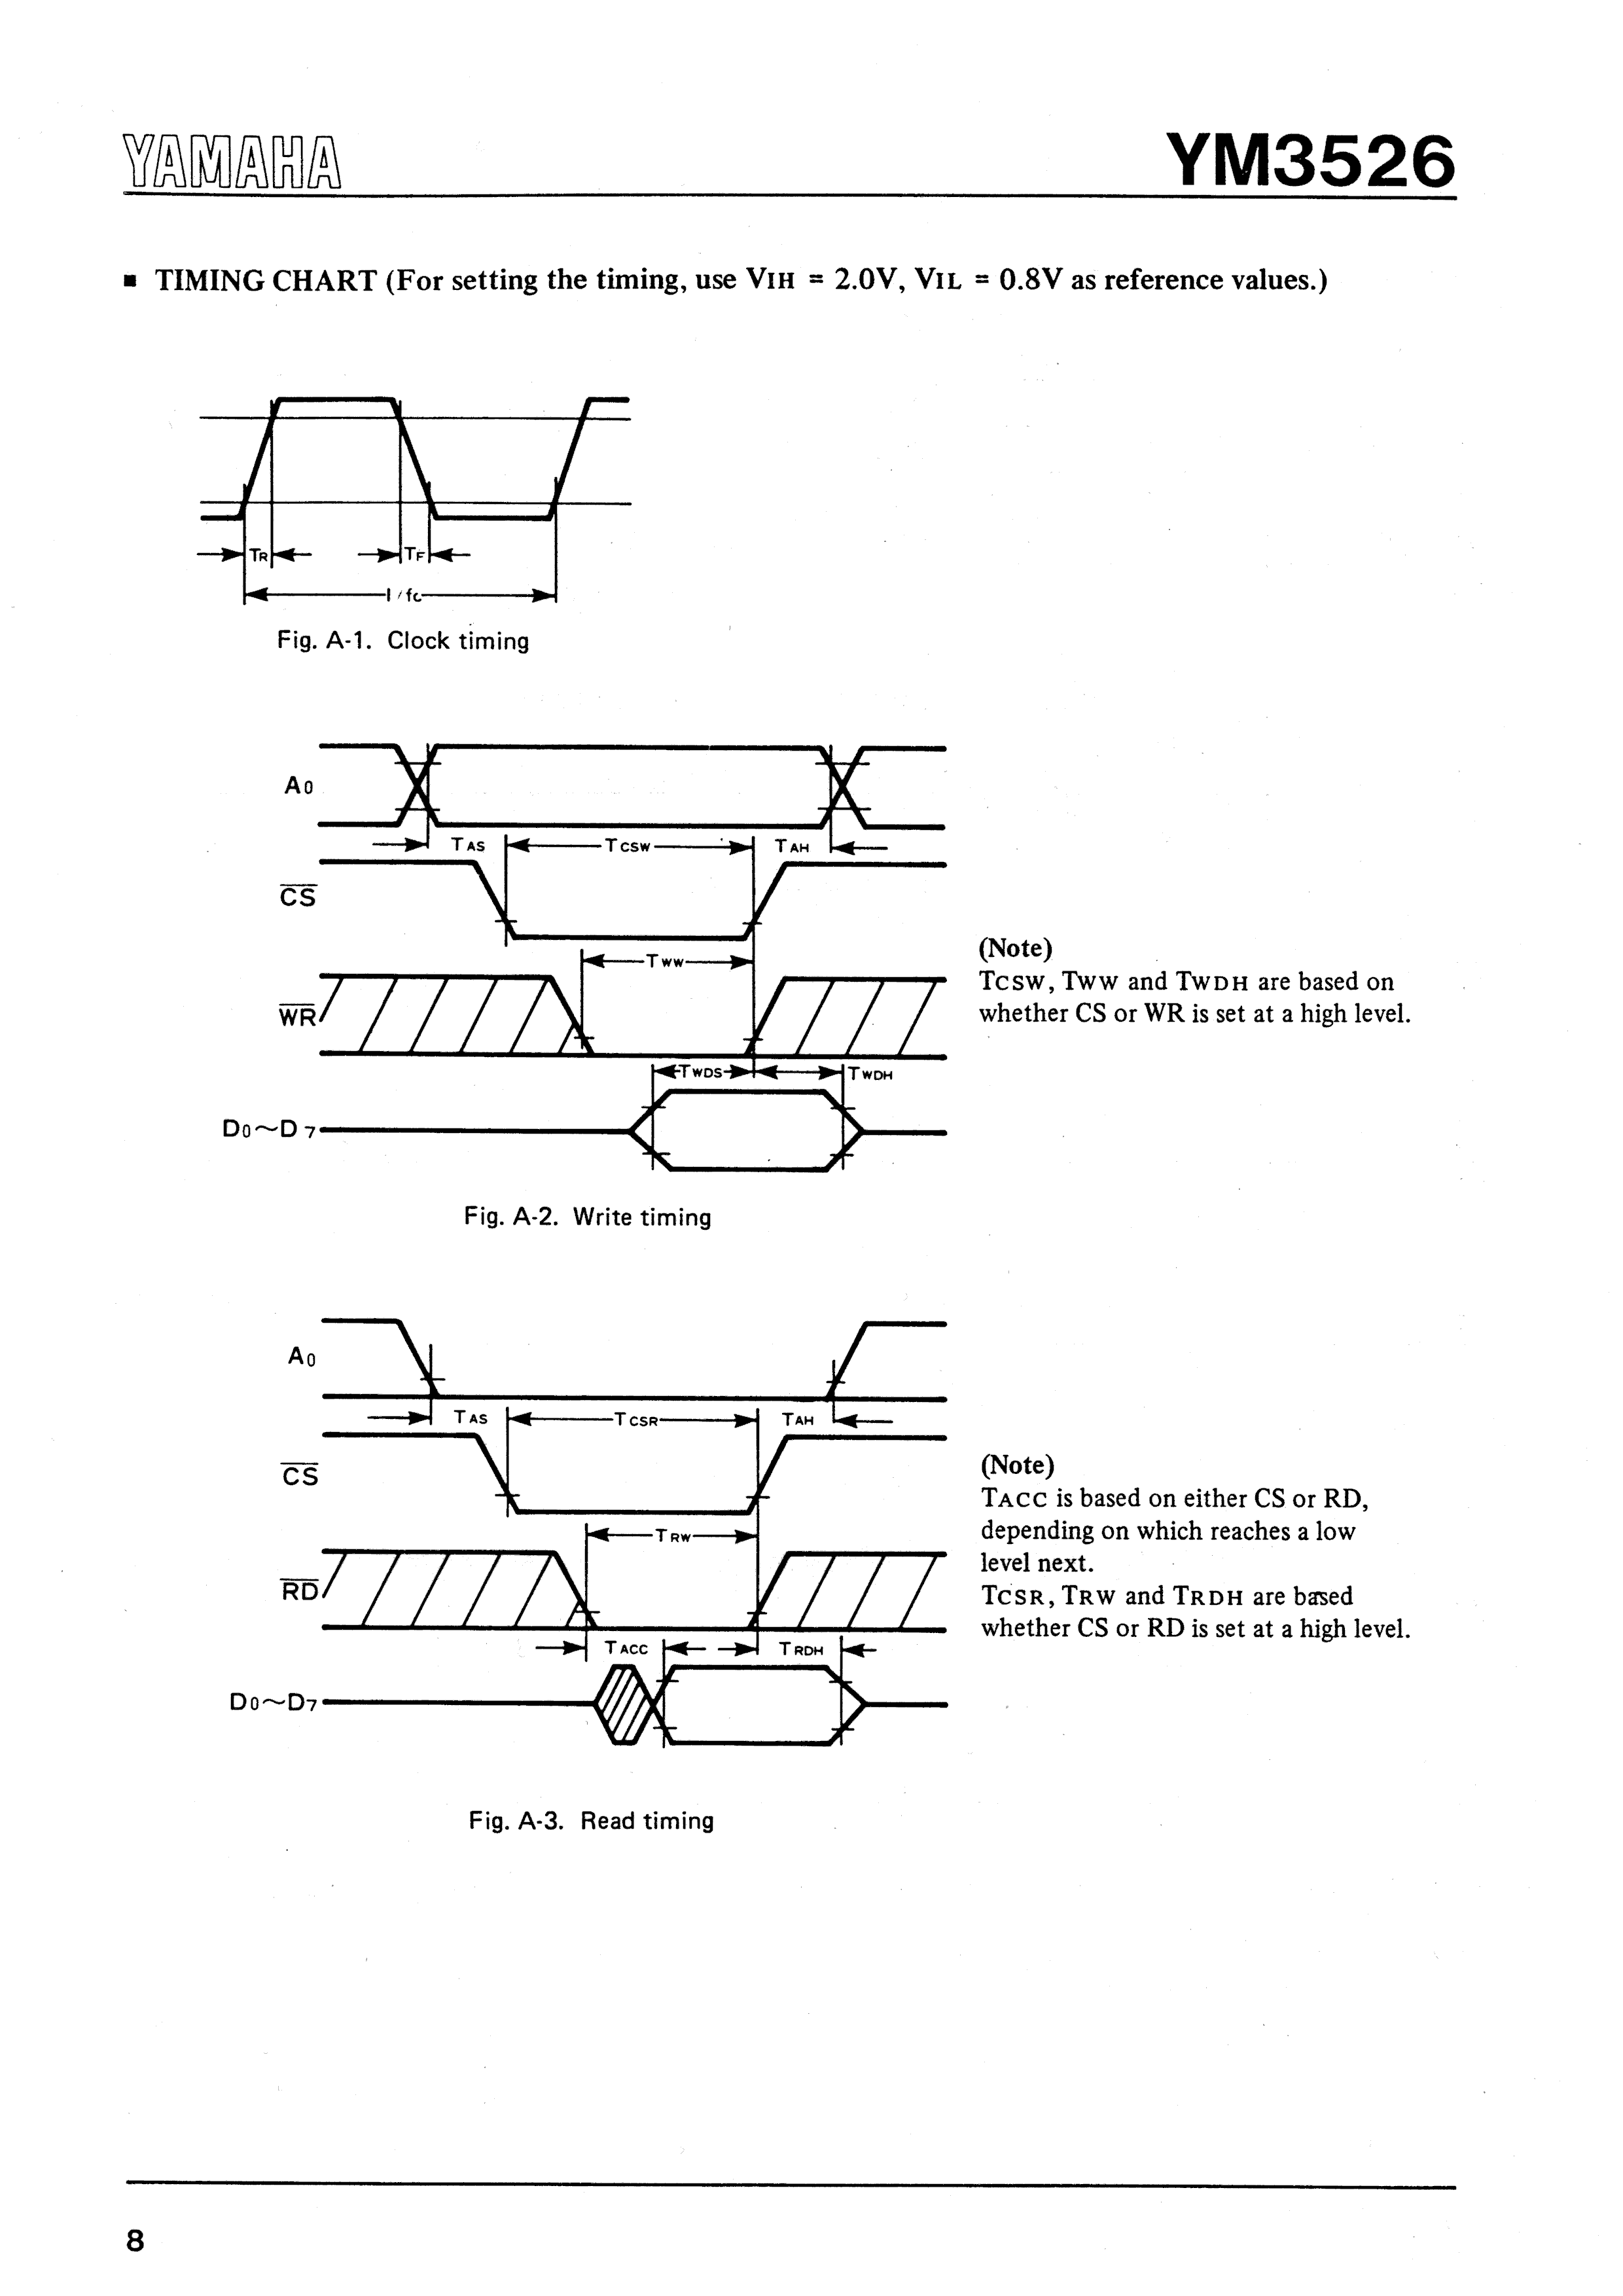 YAMAHA
YM3526
■ TIMING CHART (For setting the timing, use VIH = 2.0V, VIL = 0.8V as reference values.)
TR
TF
1/fc
Fig. A-1. Clock timing
A0
TAS
TCSW
TAH
CS
TWW
WR
TWDS
TWDH
D0~D7
Fig. A-2. Write timing
(Note)
TCSW, TWW and TWDH are based on
whether CS or WR is set at a high level.
A0
TAS
TCSR
TAH
CS
TRW
RD
TACC
TRDH
D0~D7
Fig. A-3. Read timing
(Note)
TACC is based on either CS or RD,
depending on which reaches a low
level next.
TCSR, TRW and TRDH are based
whether CS or RD is set at a high level.
8